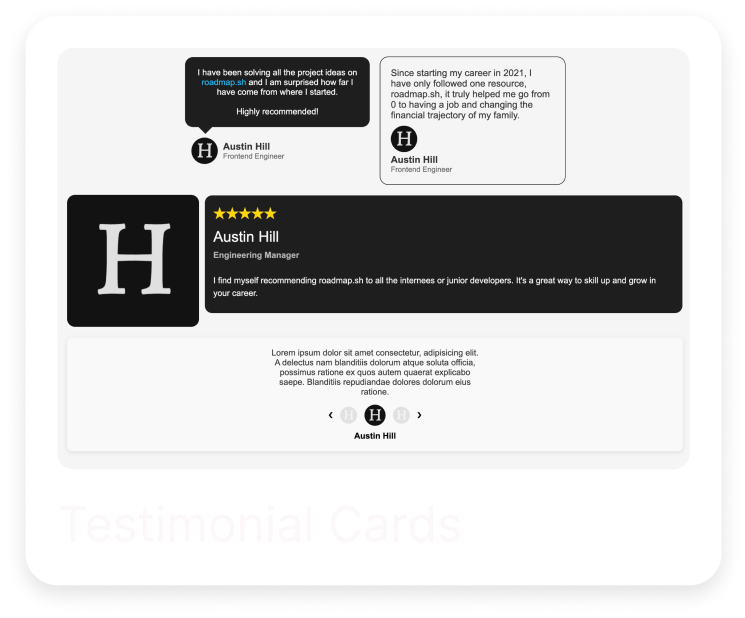 I have been solving all the project ideas on
roadmap.sh and I am surprised how far I
have come from where I started.
Highly recommended!
H
Austin Hill
Frontend Engineer
Since starting my career in 2021, I
have only followed one resource,
roadmap.sh, it truly helped me go from
0 to having a job and changing the
financial trajectory of my family.
H
Austin Hill
Frontend Engineer
H
★★★★★
Austin Hill
Engineering Manager
I find myself recommending roadmap.sh to all the internees or junior developers. It's a great way to skill up and grow in
your career.
Lorem ipsum dolor sit amet consectetur, adipisicing elit.
A delectus nam blanditiis dolorum atque soluta officia,
possimus ratione ex quos autem quaerat explicabo
saepe. Blanditiis repudiandae dolores dolorum eius
ratione.
‹ H H H ›
Austin Hill
Testimonial Cards